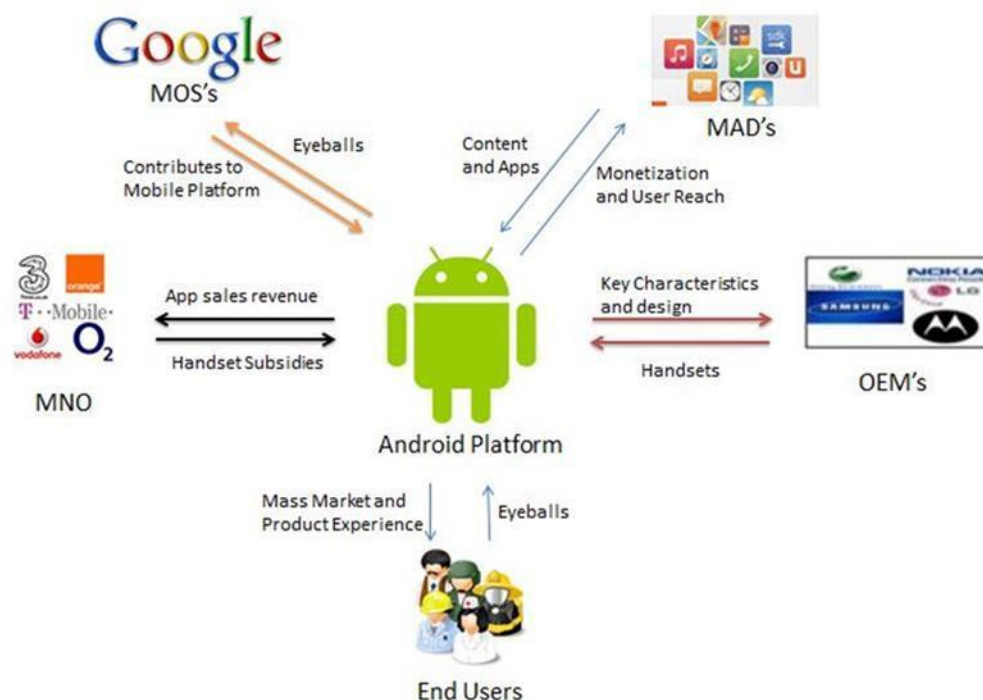 Google
MOS's
Eyeballs
Contributes to
Mobile Platform
sdk
U
MAD's
Content
and Apps
Monetization
and User Reach
3
orange
T··Mobile·
vodafone
O2
MNO
App sales revenue
Handset Subsidies
Android Platform
Key Characteristics
and design
Handsets
NOKIA
LG
SAMSUNG
OEM's
Mass Market and
Product Experience
Eyeballs
End Users